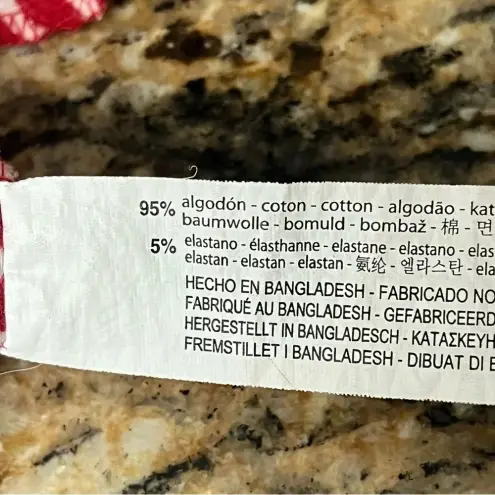 95% algodón - coton - cotton - algodão - kat
baumwolle - bomuld - bombaž - 棉 - 면
5% elastano - élasthanne - elastane - elastano - elas
elastan - elastan - elastan - 氨纶 - 엘라스탄 - ela
HECHO EN BANGLADESH - FABRICADO NO
FABRIQUÉ AU BANGLADESH - GEFABRICEERD
HERGESTELLT IN BANGLADESCH - ΚΑΤΑΣΚΕΥΗ
FREMSTILLET I BANGLADESH - DIBUAT DI B